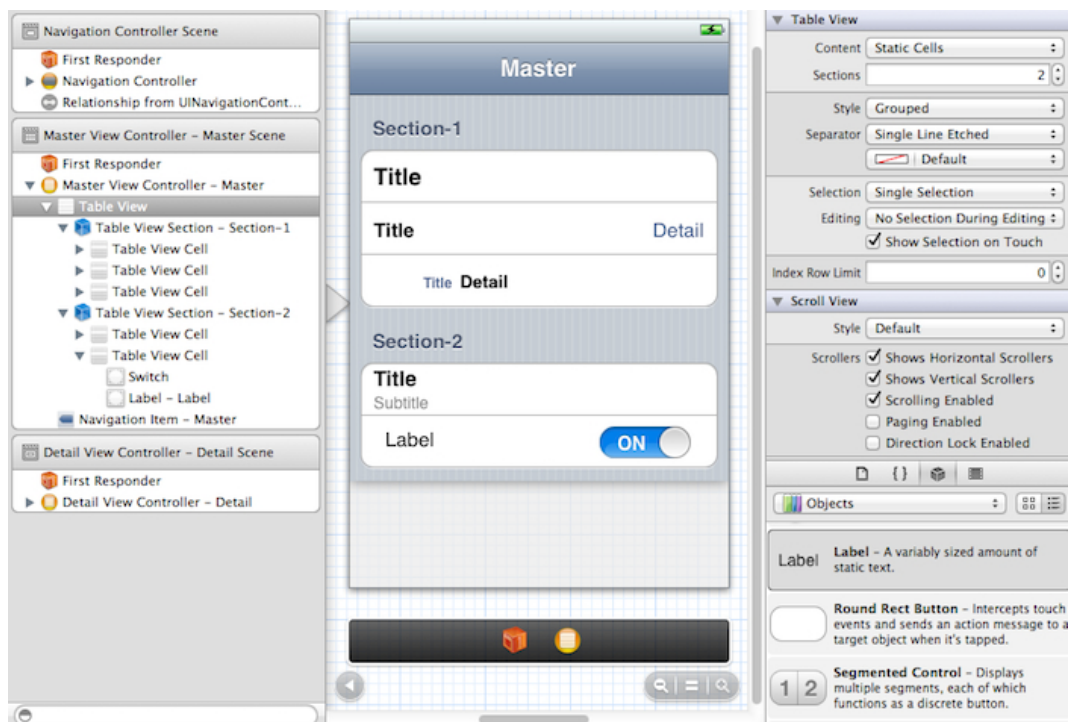 Navigation Controller Scene
First Responder
Navigation Controller
Relationship from UINavigationCont...
Master View Controller – Master Scene
First Responder
Master View Controller – Master
Table View
Table View Section – Section-1
Table View Cell
Table View Cell
Table View Cell
Table View Section – Section-2
Table View Cell
Table View Cell
Switch
Label – Label
Navigation Item – Master
Detail View Controller – Detail Scene
First Responder
Detail View Controller – Detail
Master
Section-1
Title
Title Detail
Title Detail
Section-2
Title
Subtitle
Label ON
Table View
Content Static Cells
Sections 2
Style Grouped
Separator Single Line Etched
Default
Selection Single Selection
Editing No Selection During Editing
Show Selection on Touch
Index Row Limit 0
Scroll View
Style Default
Scrollers Shows Horizontal Scrollers
Shows Vertical Scrollers
Scrolling Enabled
Paging Enabled
Direction Lock Enabled
{}
Objects
Label Label – A variably sized amount of
static text.
Round Rect Button – Intercepts touch
events and sends an action message to a
target object when it's tapped.
1 2 Segmented Control – Displays
multiple segments, each of which
functions as a discrete button.